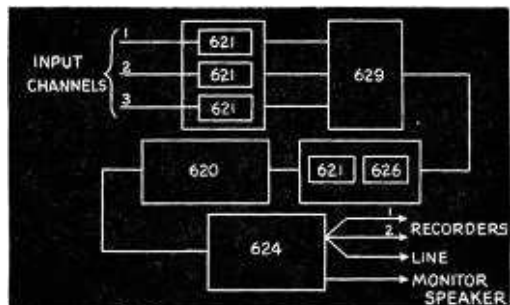 INPUT
CHANNELS
1
2
3
621
621
621
629
620
621 626
624
1
2
RECORDERS
LINE
MONITOR
SPEAKER